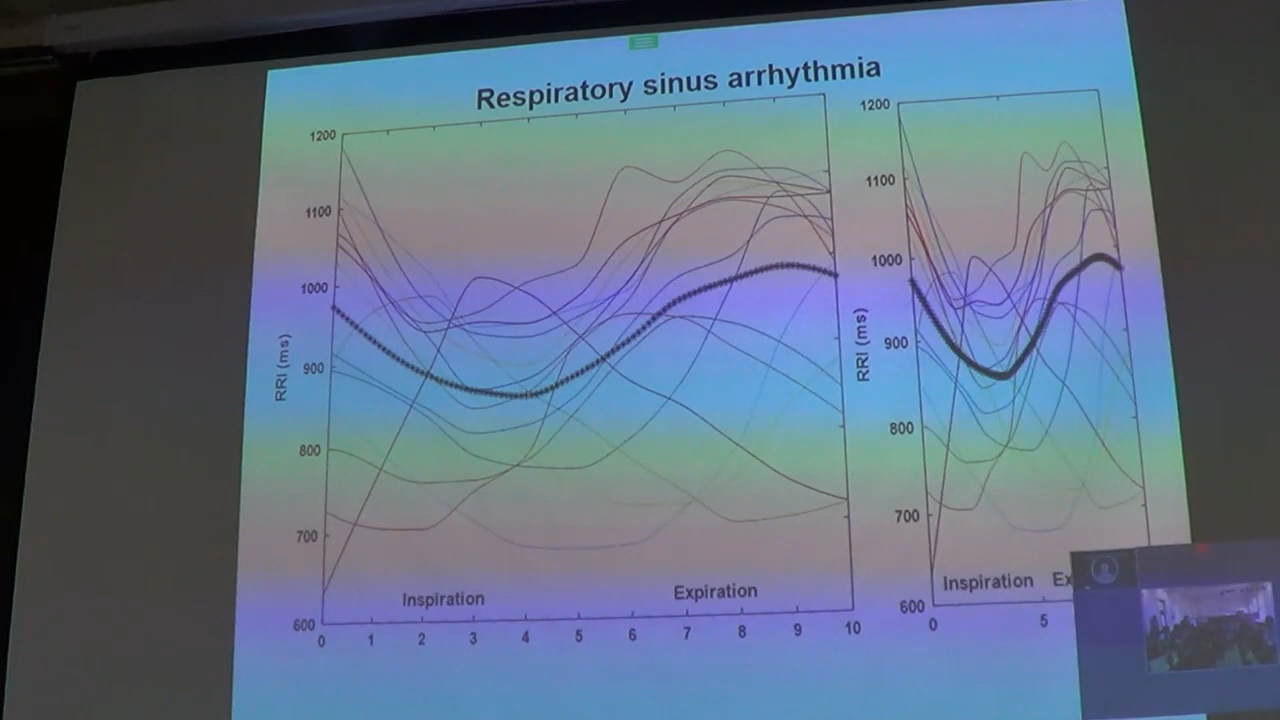 Respiratory sinus arrhythmia
1200
1100
1000
900
800
700
600
RRI (ms)
Inspiration
Expiration
0 1 2 3 4 5 6 7 8 9 10
1200
1100
1000
900
800
700
600
RRI (ms)
Inspiration Ex
0 5